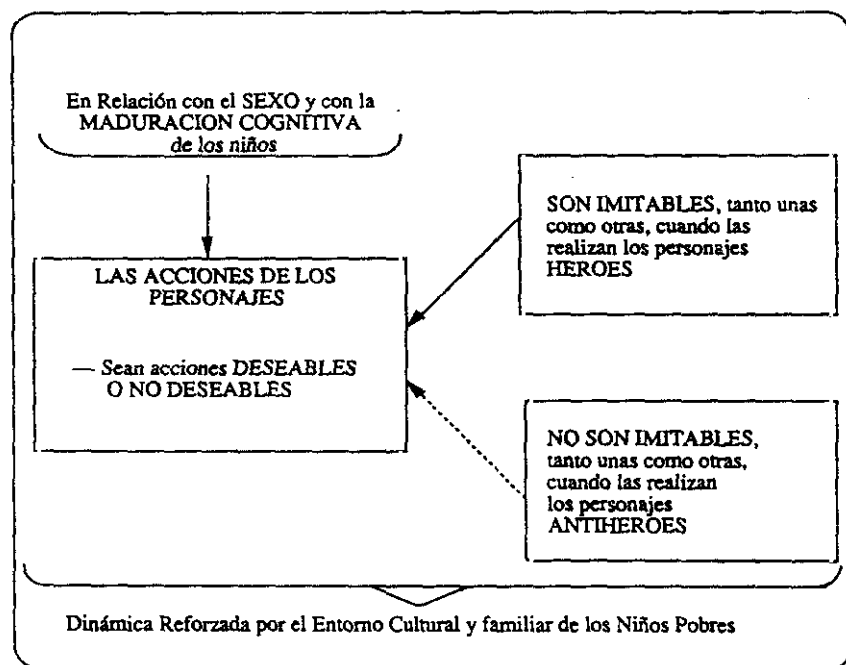 En Relación con el SEXO y con la
MADURACION COGNITIVA
de los niños
SON IMITABLES, tanto unas
como otras, cuando las
realizan los personajes
HEROES
LAS ACCIONES DE LOS
PERSONAJES
— Sean acciones DESEABLES
O NO DESEABLES
NO SON IMITABLES,
tanto unas como otras,
cuando las realizan
los personajes
ANTIHEROES
Dinámica Reforzada por el Entorno Cultural y familiar de los Niños Pobres